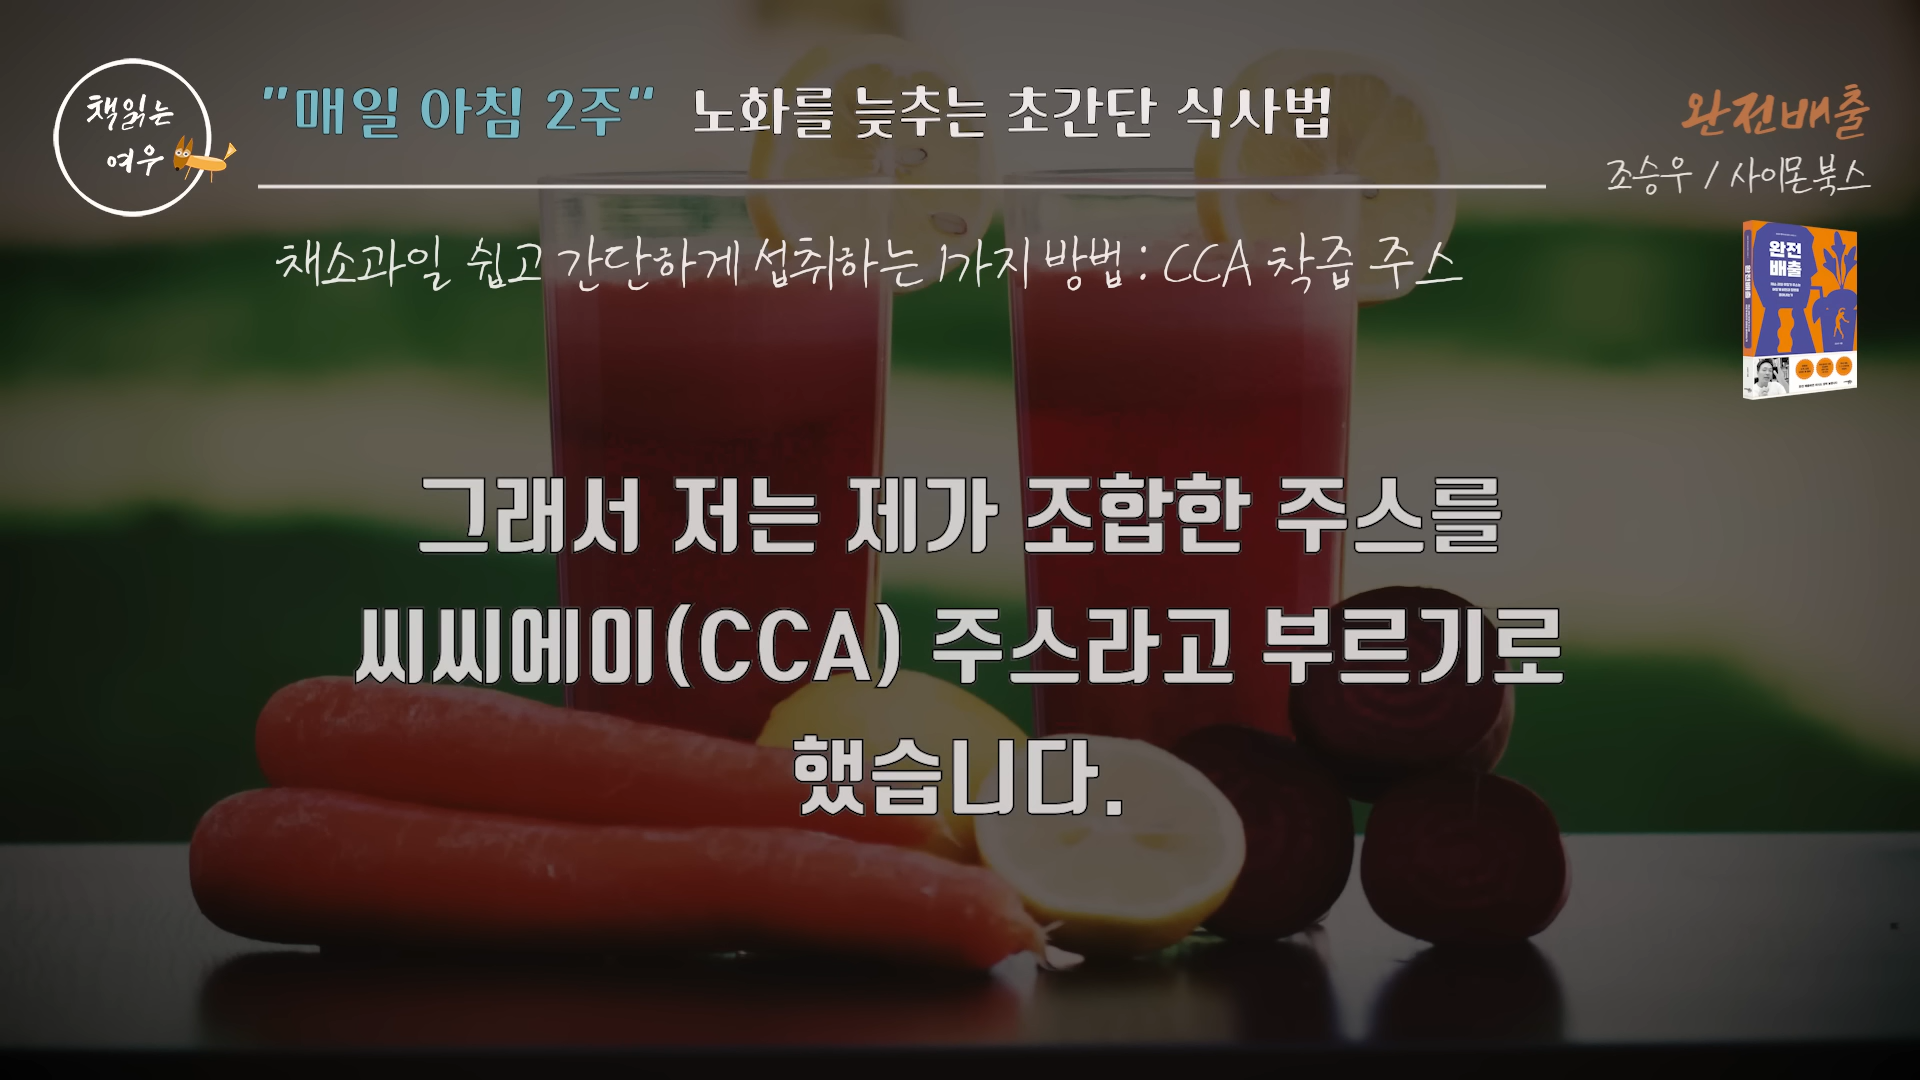 책읽는
여우
"매일 아침 2주" 노화를 늦추는 초간단 식사법
완전배출
조승우 / 사이몬북스
채소과일 쉽고 간단하게 섭취하는 1가지 방법 : CCA 착즙 주스
완전
배출
그래서 저는 제가 조합한 주스를
씨씨에이(CCA) 주스라고 부르기로
했습니다.